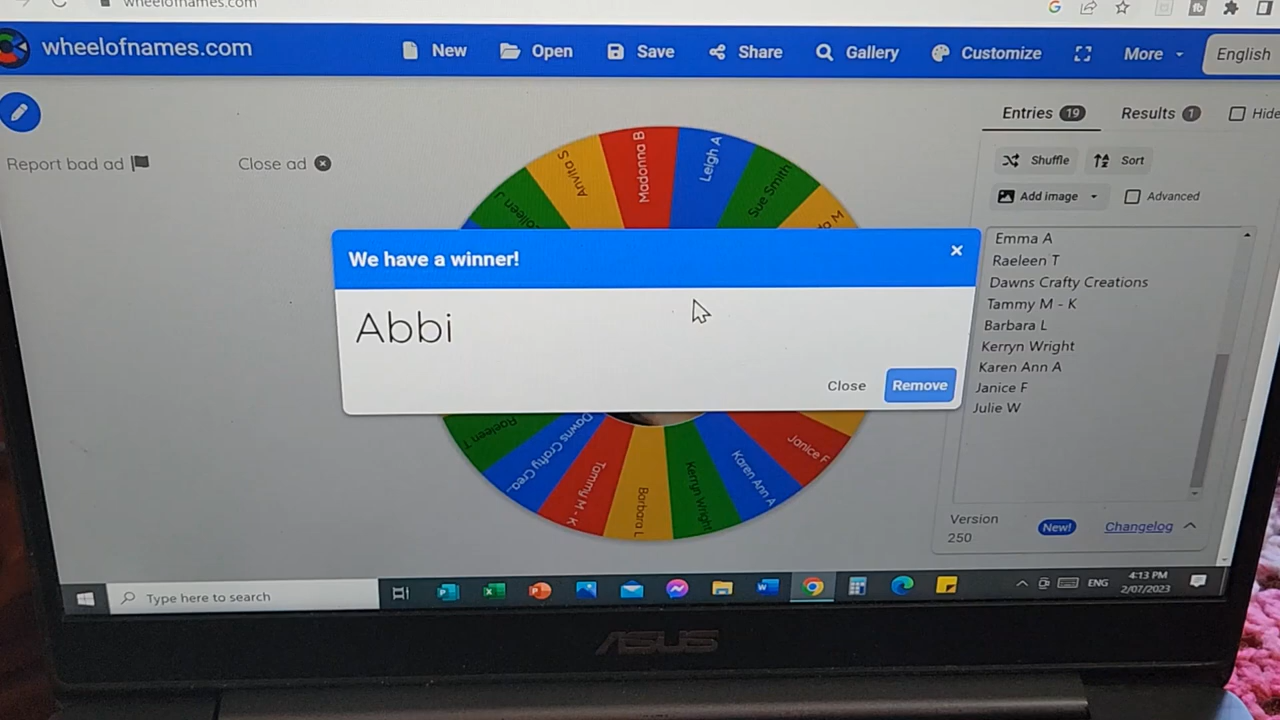 wheelofnames.com
wheelofnames.com
New
Open
Save
Share
Gallery
Customize
More
English
Report bad ad
Close ad
Entries 19
Results 1
Hide
Shuffle
Sort
Add image
Advanced
Anvita S
Madonna B
Leigh A
Sue Smith
We have a winner!
Abbi
Close
Remove
Emma A
Raeleen T
Dawns Crafty Creations
Tammy M - K
Barbara L
Kerryn Wright
Karen Ann A
Janice F
Julie W
Raeleen T
Dawns Crafty Crea...
Tammy M - K
Barbara L
Kerryn Wright
Karen Ann A
Janice F
Version
250
New!
Changelog
Type here to search
ENG
4:13 PM
2/07/2023
ASUS